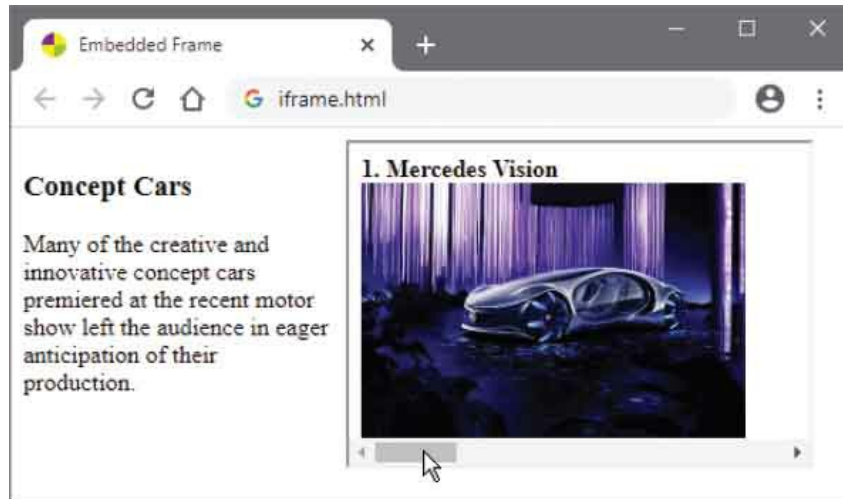 Embedded Frame
iframe.html
Concept Cars
Many of the creative and
innovative concept cars
premiered at the recent motor
show left the audience in eager
anticipation of their
production.
1. Mercedes Vision